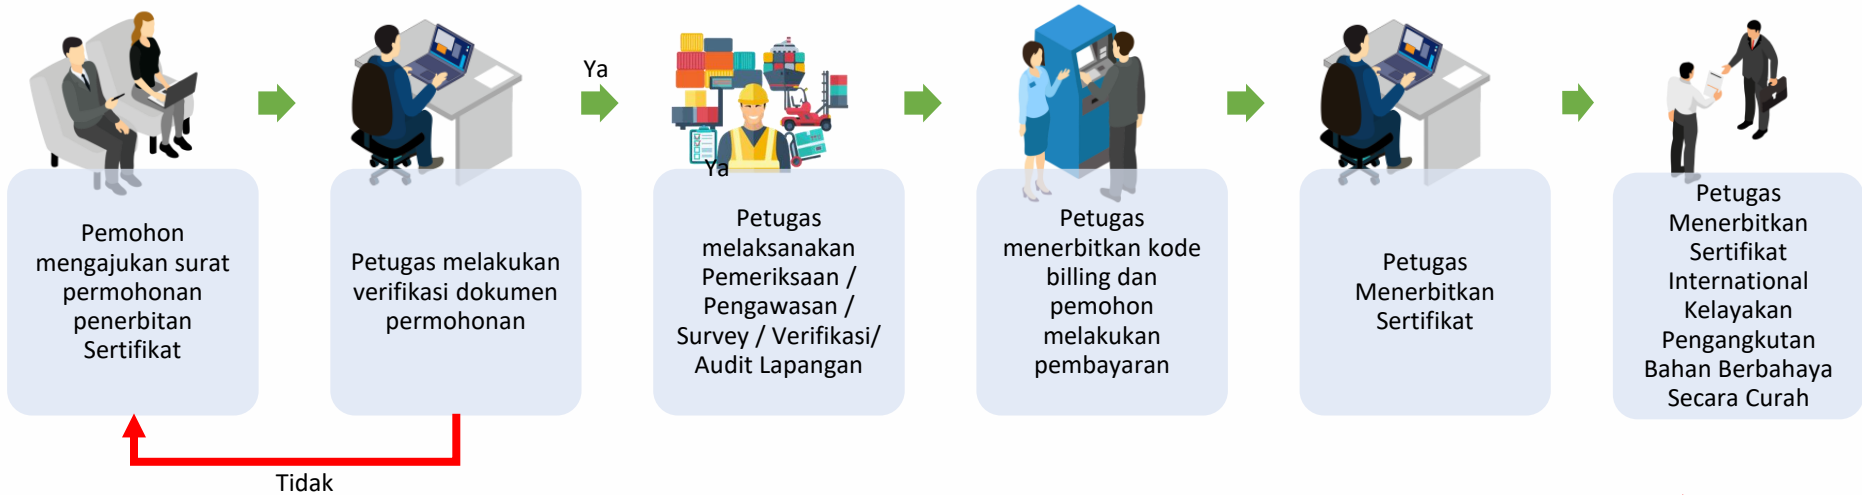 Pemohon
mengajukan surat
permohonan
penerbitan
Sertifikat
Petugas melakukan
verifikasi dokumen
permohonan
Tidak
Ya
Ya
Petugas
melaksanakan
Pemeriksaan /
Pengawasan /
Survey / Verifikasi/
Audit Lapangan
Petugas
menerbitkan kode
billing dan
pemohon
melakukan
pembayaran
Petugas
Menerbitkan
Sertifikat
Petugas
Menerbitkan
Sertifikat
International
Kelayakan
Pengangkutan
Bahan Berbahaya
Secara Curah